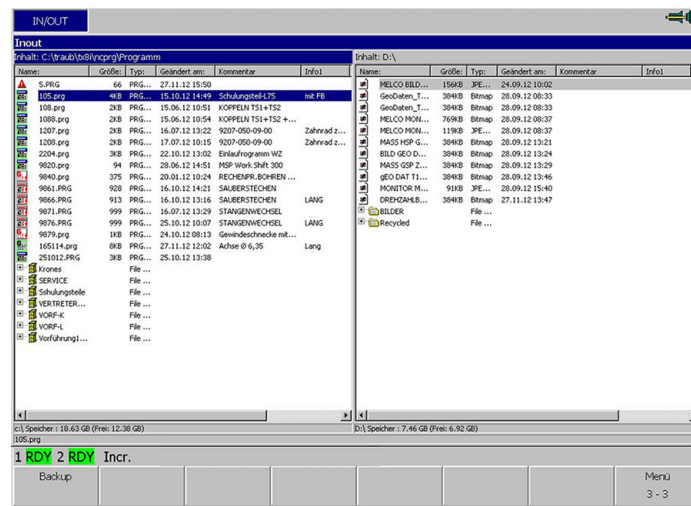 IN/OUT
Inout
Inhalt: C:\traub\tx8i\ncprg\Programm
Name: Größe: Typ: Geändert am: Kommentar Info1
5.PRG 66 PRG... 27.11.12 15:50
105.prg 4KB PRG... 15.10.12 14:49 Schulungsteil-L75 mit FB
108.prg 2KB PRG... 15.06.12 10:51 KOPPELN TS1+TS2
1088.prg 2KB PRG... 15.06.12 10:54 KOPPELN TS1+TS2 +...
1207.prg 2KB PRG... 16.07.12 13:22 9207-050-09-00 Zahnrad z...
1208.prg 2KB PRG... 17.07.12 10:15 9207-050-09-00 Zahnrad z...
2204.prg 3KB PRG... 22.10.12 13:02 Einlaufrogramm WZ
9820.prg 94 PRG... 28.06.12 14:51 MSP Work Shift 300
9840.prg 375 PRG... 20.01.12 10:24 RECHENPR.BOHREN ...
9861.PRG 928 PRG... 16.10.12 14:21 SAUBERSTECHEN
9866.PRG 913 PRG... 16.10.12 13:16 SAUBERSTECHEN LANG
9871.PRG 999 PRG... 16.07.12 13:29 STANGENWECHSEL
9876.PRG 999 PRG... 25.10.12 10:07 STANGENWECHSEL LANG
9879.prg 1KB PRG... 24.10.12 08:13 Gewindeschnecke mit...
165114.prg 8KB PRG... 27.11.12 12:02 Achse Ø 6,35 Lang
251012.PRG 3KB PRG... 25.10.12 13:38
Krones File ...
SERVICE File ...
Sshulungsteile File ...
VERTRETER... File ...
VORF-K File ...
VORF-L File ...
Vorführung1... File ...
c:\ Speicher : 18.63 GB (Frei: 12.38 GB)
Inhalt: D:\
Name: Größe: Typ: Geändert am: Kommentar Info1
MELCO BILD... 156KB JPE... 24.09.12 10:02
GeoDaten_T... 384KB Bitmap 28.09.12 08:33
GeoDaten_T... 384KB Bitmap 28.09.12 08:33
MELCO MON... 769KB Bitmap 28.09.12 08:37
MELCO MON... 119KB JPE... 28.09.12 08:37
MASS HSP G... 384KB Bitmap 28.09.12 13:21
BILD GEO D... 384KB Bitmap 28.09.12 13:24
MASS GSP Z... 384KB Bitmap 28.09.12 13:29
gEO DAT T1... 384KB Bitmap 28.09.12 13:46
MONITOR M... 91KB JPE... 28.09.12 15:40
DREHZAHLB... 384KB Bitmap 27.11.12 13:47
BILDER File ...
Recycled File ...
D:\ Speicher : 7.46 GB (Frei: 6.92 GB)
105.prg
1 RDY 2 RDY Incr.
Backup
Menü
3 - 3